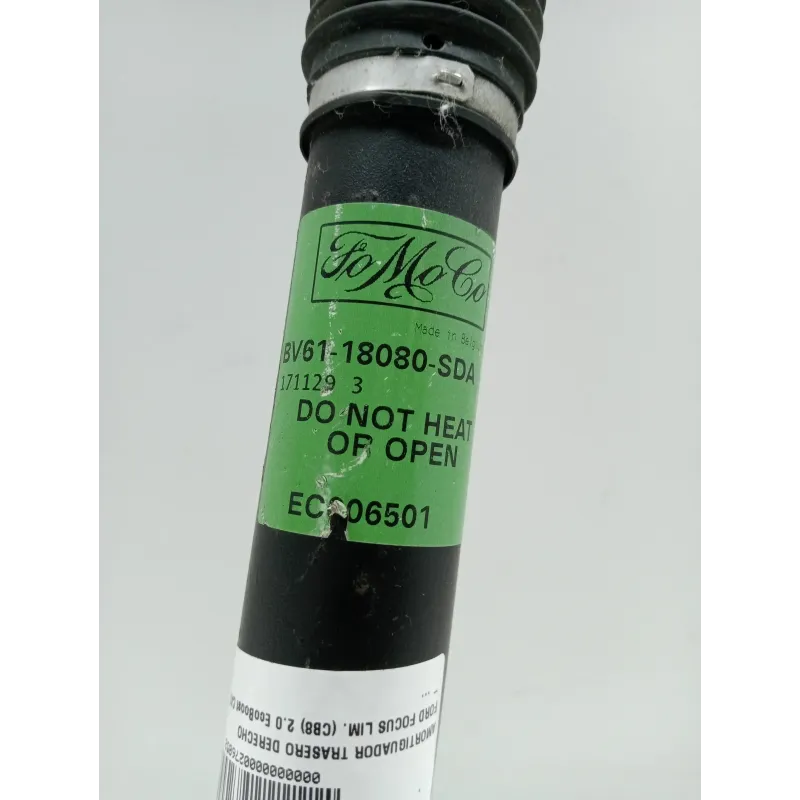 FoMoCo
Made in Belgium
BV61-18080-SDA
171129 3
DO NOT HEAT
OR OPEN
AMORTIGUADOR TRASERO DERECHO
FORD FOCUS LIM. (CB8) 2.0 EcoBoost